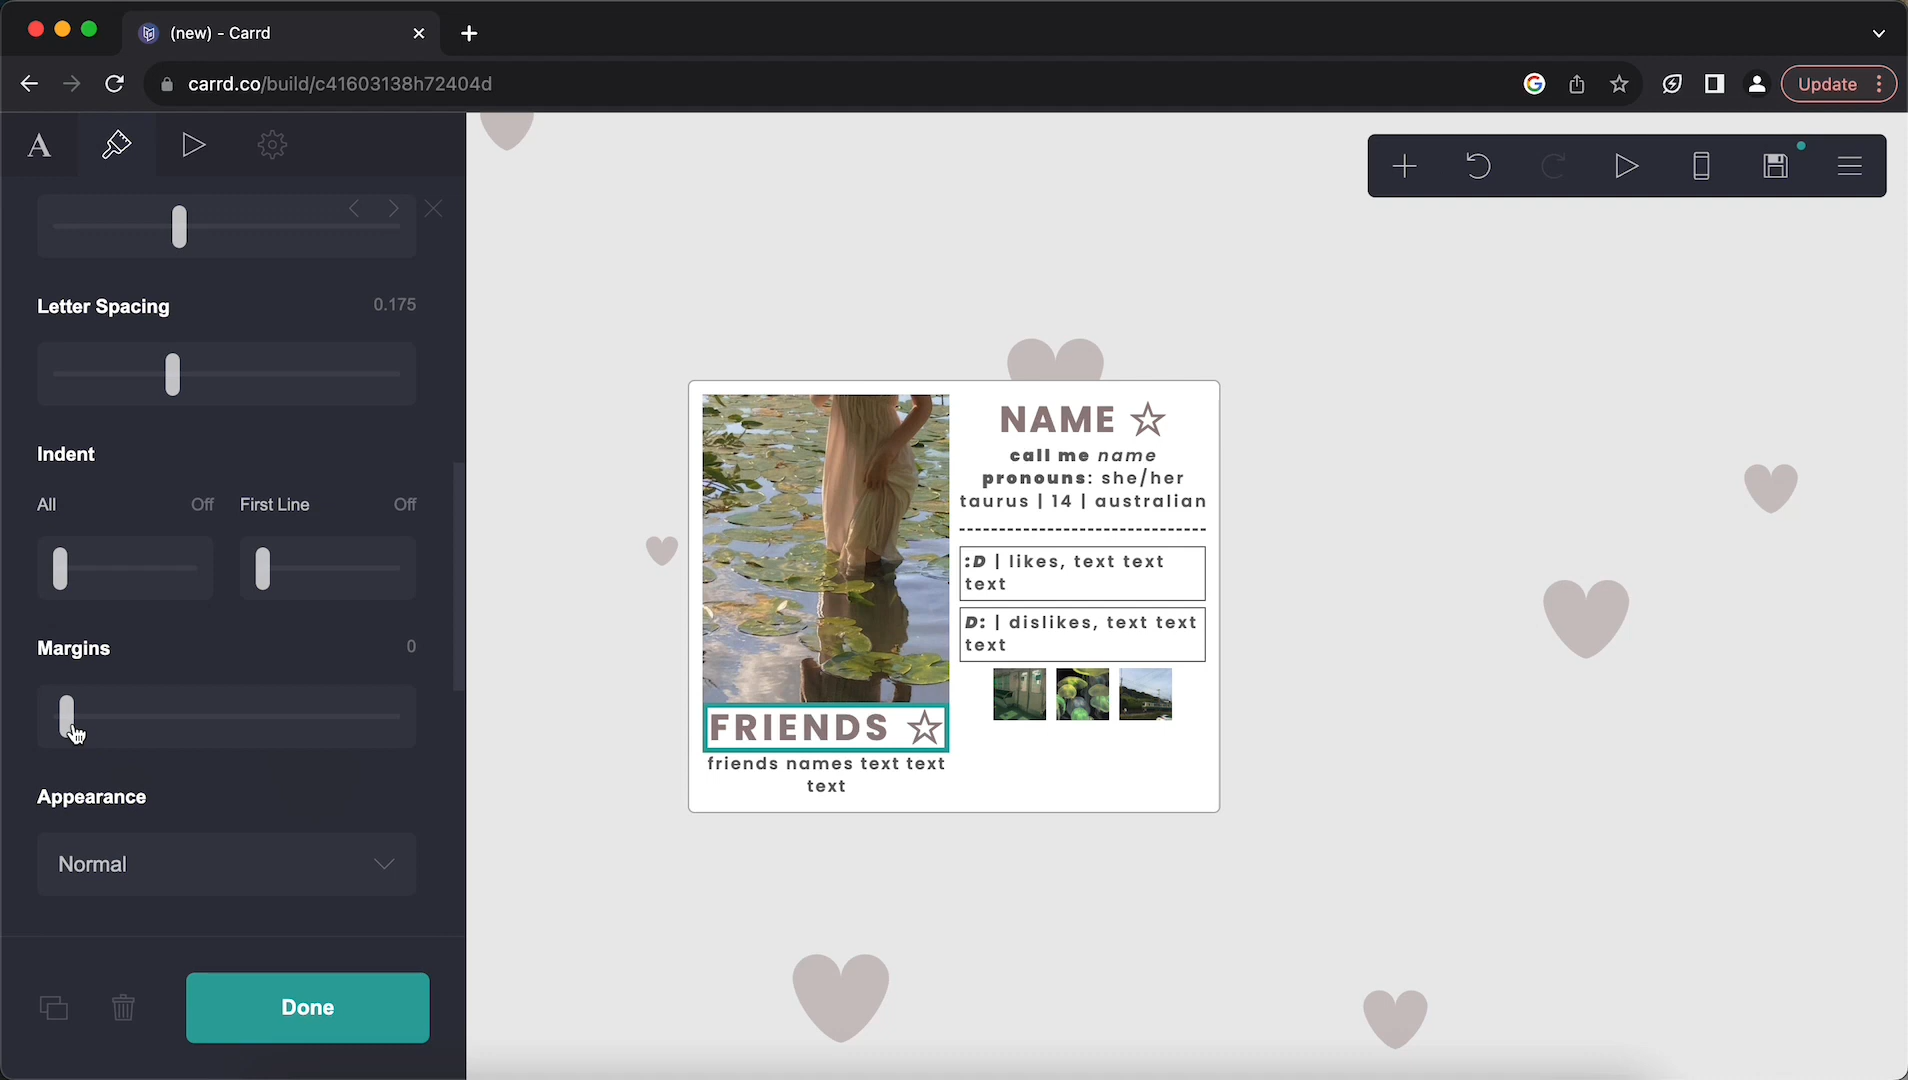 (new) - Carrd
carrd.co/build/c41603138h72404d
Update
A
Letter Spacing 0.175
Indent
All Off First Line Off
Margins 0
Appearance
Normal
Done
NAME ☆
call me name
pronouns: she/her
taurus | 14 | australian
:D | likes, text text
text
D: | dislikes, text text
text
FRIENDS ☆
friends names text text
text